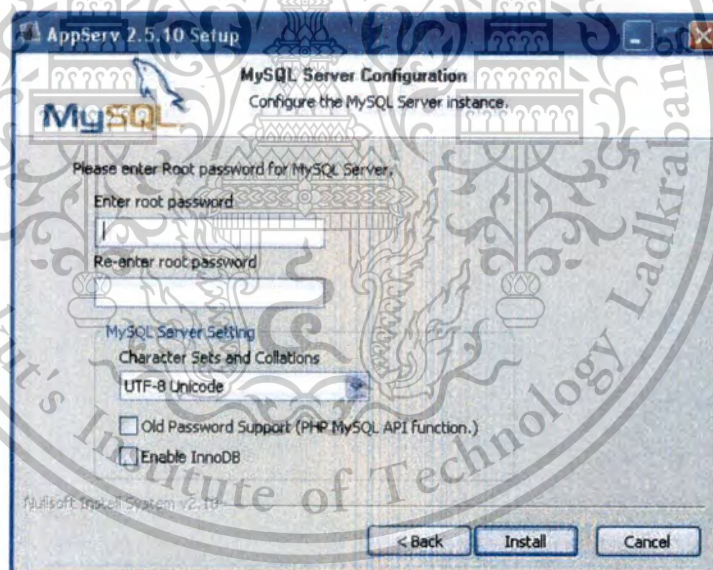 AppServ 2.5.10 Setup
MySQL
MySQL Server Configuration
Configure the MySQL Server instance.
Please enter Root password for MySQL Server.
Enter root password
Re-enter root password
MySQL Server Setting
Character Sets and Collations
UTF-8 Unicode
Old Password Support (PHP MySQL API function.)
Enable InnoDB
Nullsoft Install System v2.18
< Back
Install
Cancel
ut's Institute of Technology Ladkrabang